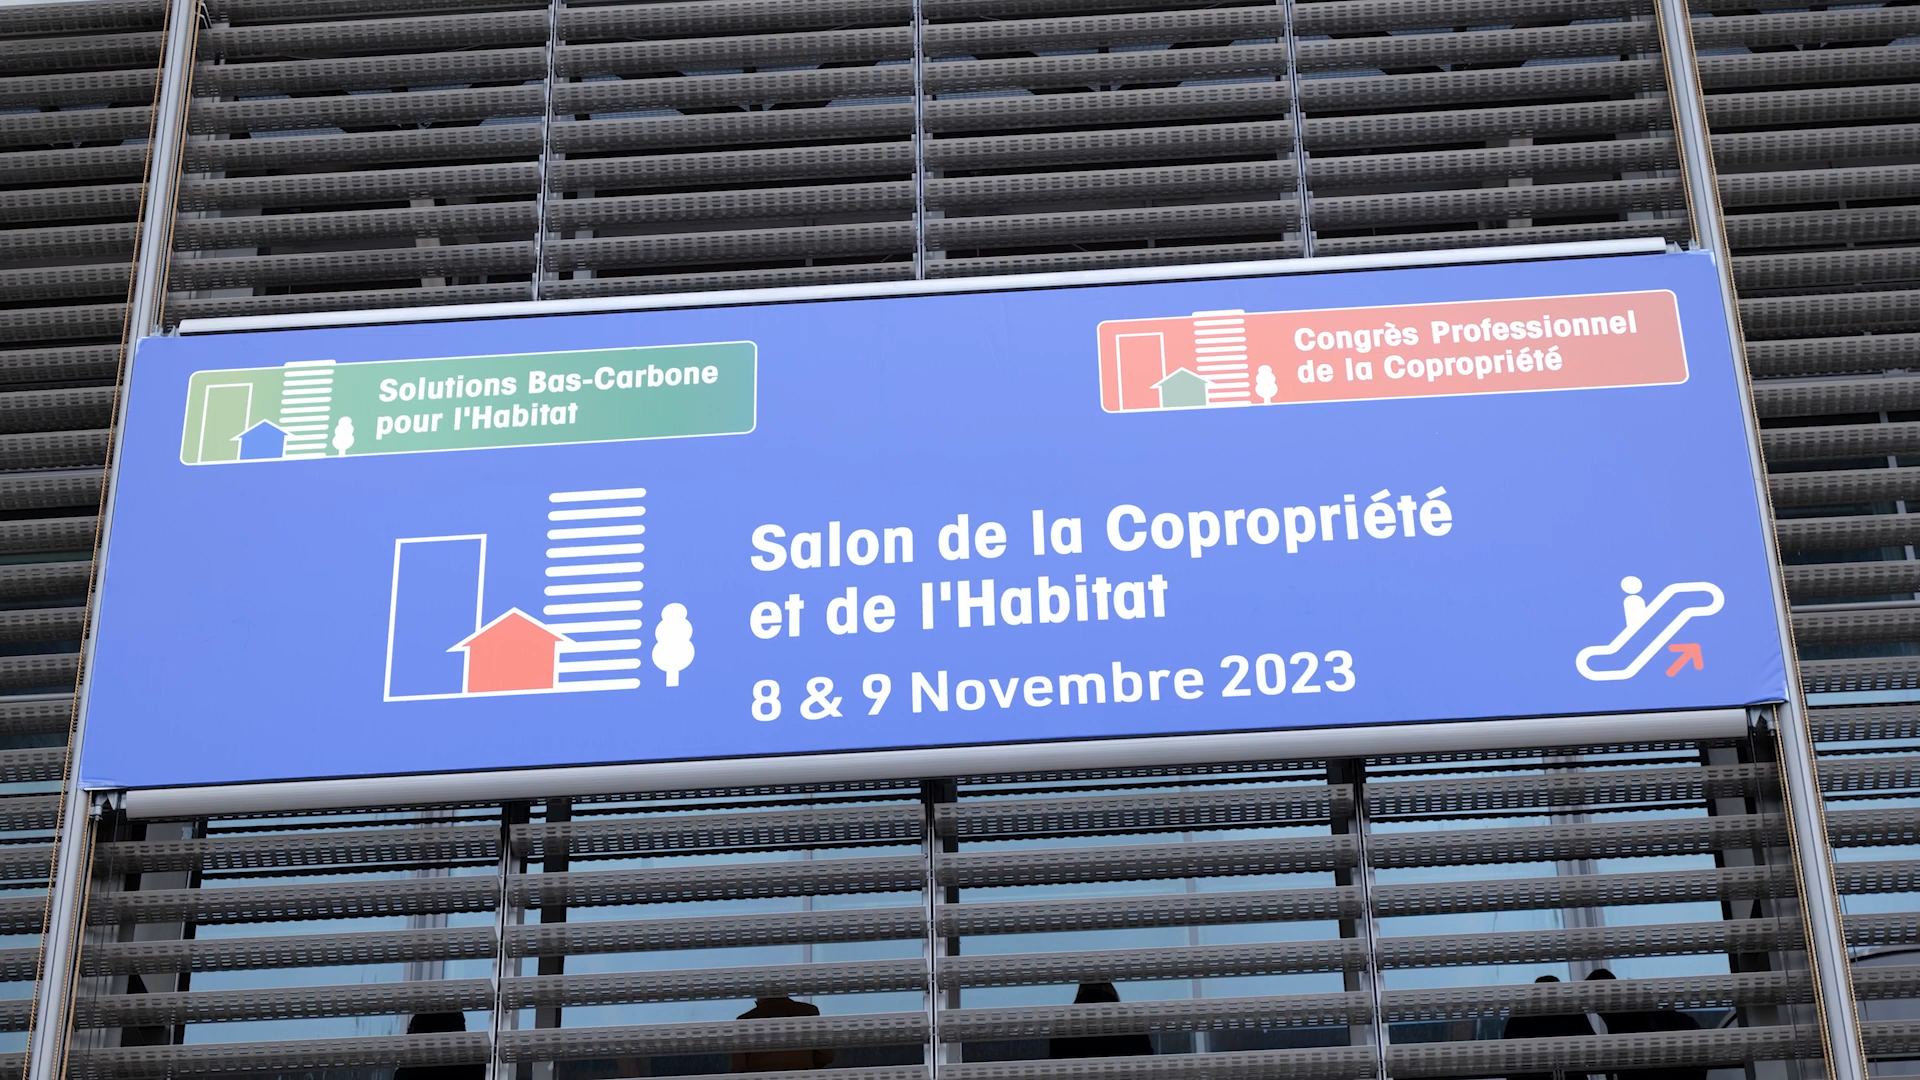 Solutions Bas-Carbone
pour l'Habitat
Congrès Professionnel
de la Copropriété
Salon de la Copropriété
et de l'Habitat
8 & 9 Novembre 2023